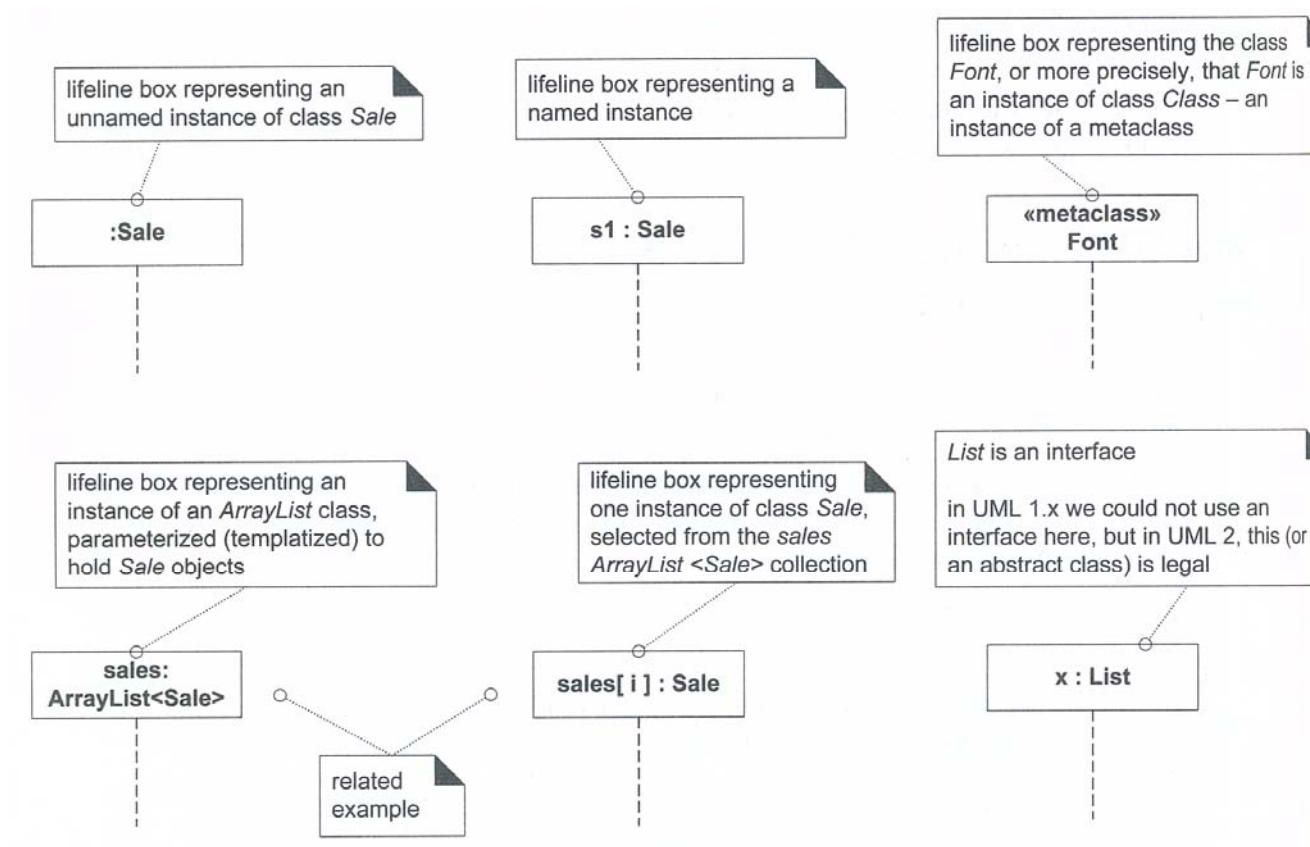 lifeline box representing an
unnamed instance of class Sale
:Sale
lifeline box representing a
named instance
s1 : Sale
lifeline box representing the class
Font, or more precisely, that Font is
an instance of class Class – an
instance of a metaclass
«metaclass»
Font
lifeline box representing an
instance of an ArrayList class,
parameterized (templatized) to
hold Sale objects
sales:
ArrayList<Sale>
related
example
lifeline box representing
one instance of class Sale,
selected from the sales
ArrayList <Sale> collection
sales[ i ] : Sale
List is an interface
in UML 1.x we could not use an
interface here, but in UML 2, this (or
an abstract class) is legal
x : List